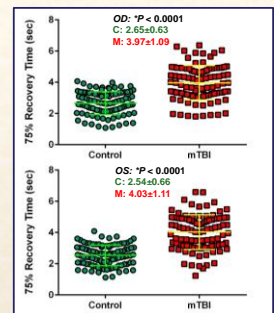 OD: *P < 0.0001
C: 2.65±0.63
M: 3.97±1.09
75% Recovery Time (sec)
8
6
4
2
0
Control
mTBI
OS: *P < 0.0001
C: 2.54±0.66
M: 4.03±1.11
75% Recovery Time (sec)
8
6
4
2
0
Control
mTBI